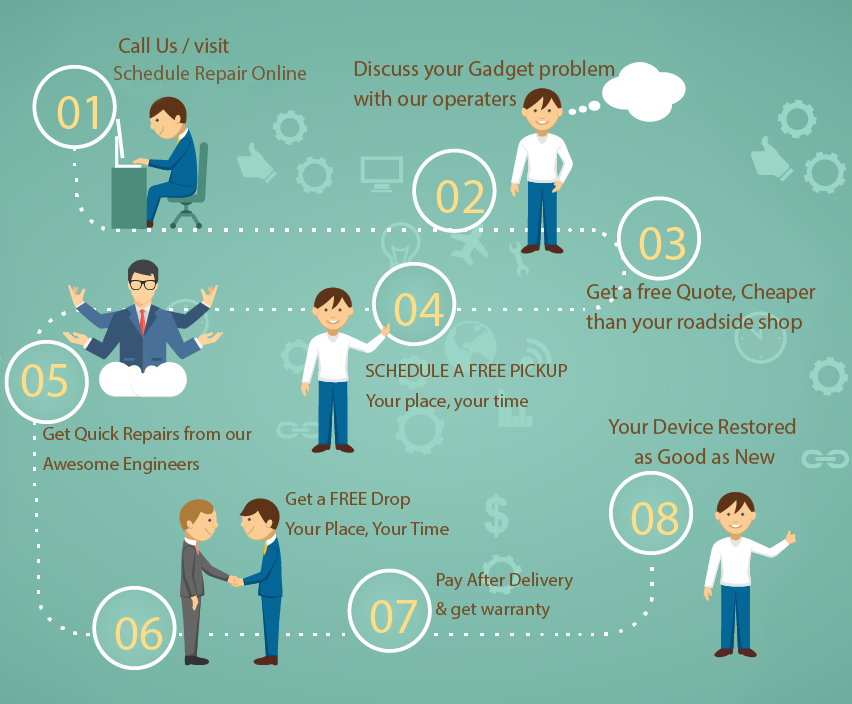 01
Call Us / visit
Schedule Repair Online
02
Discuss your Gadget problem
with our operaters
03
Get a free Quote, Cheaper
than your roadside shop
04
SCHEDULE A FREE PICKUP
Your place, your time
05
Get Quick Repairs from our
Awesome Engineers
06
Get a FREE Drop
Your Place, Your Time
07
Pay After Delivery
& get warranty
08
Your Device Restored
as Good as New
$